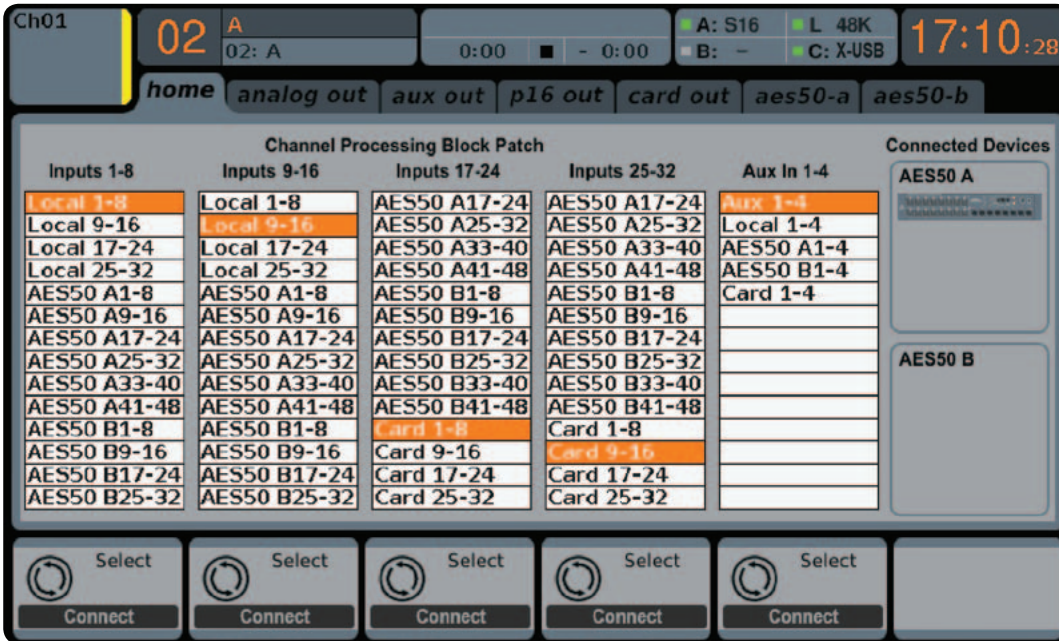 Ch01
02
A
02: A
0:00 - 0:00
A: S16 L 48K
B: - C: X-USB
17:10:28
home analog out aux out p16 out card out aes50-a aes50-b
Channel Processing Block Patch
Connected Devices
Inputs 1-8 Inputs 9-16 Inputs 17-24 Inputs 25-32 Aux In 1-4
AES50 A
Local 1-8 Local 1-8 AES50 A17-24 AES50 A17-24 Aux 1-4
Local 9-16 Local 9-16 AES50 A25-32 AES50 A25-32 Local 1-4
Local 17-24 Local 17-24 AES50 A33-40 AES50 A33-40 AES50 A1-4
Local 25-32 Local 25-32 AES50 A41-48 AES50 A41-48 AES50 B1-4
AES50 A1-8 AES50 A1-8 AES50 B1-8 AES50 B1-8 Card 1-4
AES50 A9-16 AES50 A9-16 AES50 B9-16 AES50 B9-16
AES50 A17-24 AES50 A17-24 AES50 B17-24 AES50 B17-24
AES50 A25-32 AES50 A25-32 AES50 B25-32 AES50 B25-32
AES50 B
AES50 A33-40 AES50 A33-40 AES50 B33-40 AES50 B33-40
AES50 A41-48 AES50 A41-48 AES50 B41-48 AES50 B41-48
AES50 B1-8 AES50 B1-8 Card 1-8 Card 1-8
AES50 B9-16 AES50 B9-16 Card 9-16 Card 9-16
AES50 B17-24 AES50 B17-24 Card 17-24 Card 17-24
AES50 B25-32 AES50 B25-32 Card 25-32 Card 25-32
Select Select Select Select Select
Connect Connect Connect Connect Connect